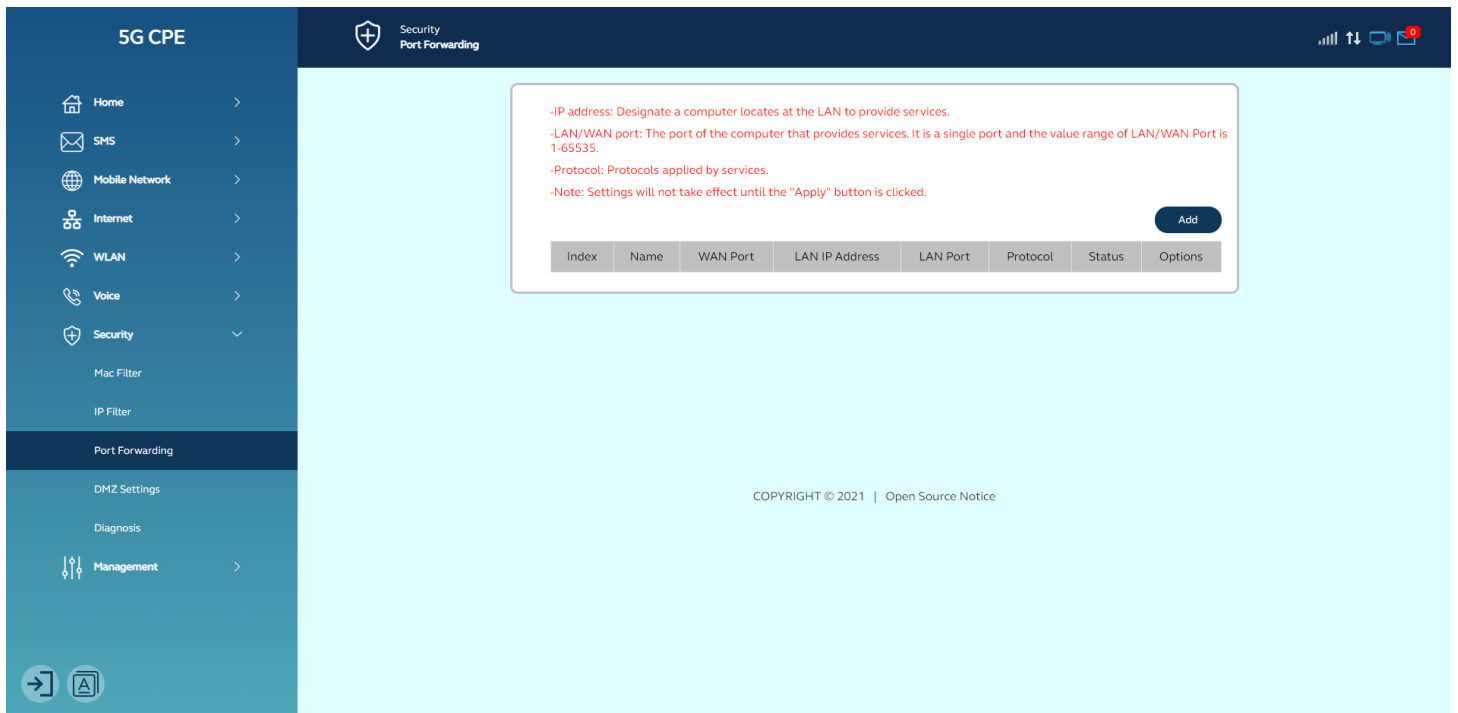 5G CPE
Home
SMS
Mobile Network
Internet
WLAN
Voice
Security
Mac Filter
IP Filter
Port Forwarding
DMZ Settings
Diagnosis
Management
A
Security
Port Forwarding
0
-IP address: Designate a computer locates at the LAN to provide services.
-LAN/WAN port: The port of the computer that provides services. It is a single port and the value range of LAN/WAN Port is
1-65535.
-Protocol: Protocols applied by services.
-Note: Settings will not take effect until the "Apply" button is clicked.
Add
Index Name WAN Port LAN IP Address LAN Port Protocol Status Options
COPYRIGHT © 2021 | Open Source Notice